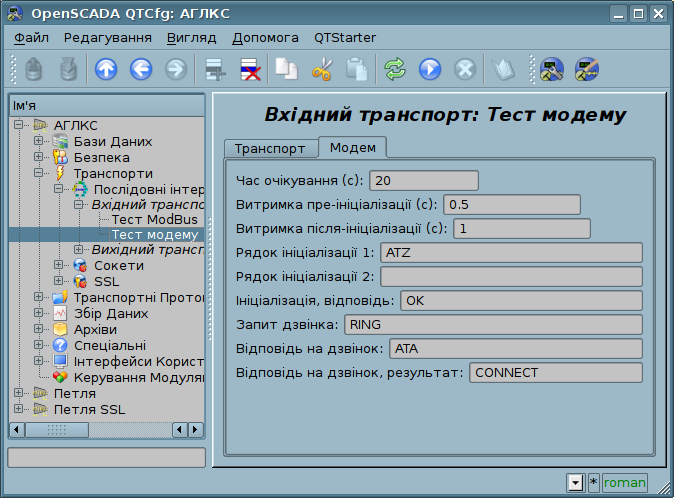 OpenSCADA QTCfg: АГЛКС
Файл Редагування Вигляд Допомога QTStarter
Ім'я
АГЛКС
Бази Даних
Безпека
Транспорти
Послідовні інтер
Вхідний транспо
Тест ModBus
Тест модему
Вихідний трансп
Сокети
SSL
Транспортні Прото
Збір Даних
Архіви
Спеціальні
Інтерфейси Корист
Керування Модуля
Петля
Петля SSL
Вхідний транспорт: Тест модему
Транспорт Модем
Час очікування (с): 20
Витримка пре-ініціалізації (с): 0.5
Витримка після-ініціалізації (с): 1
Рядок ініціалізації 1: ATZ
Рядок ініціалізації 2:
Ініціалізація, відповідь: OK
Запит дзвінка: RING
Відповідь на дзвінок: ATA
Відповідь на дзвінок, результат: CONNECT
* roman